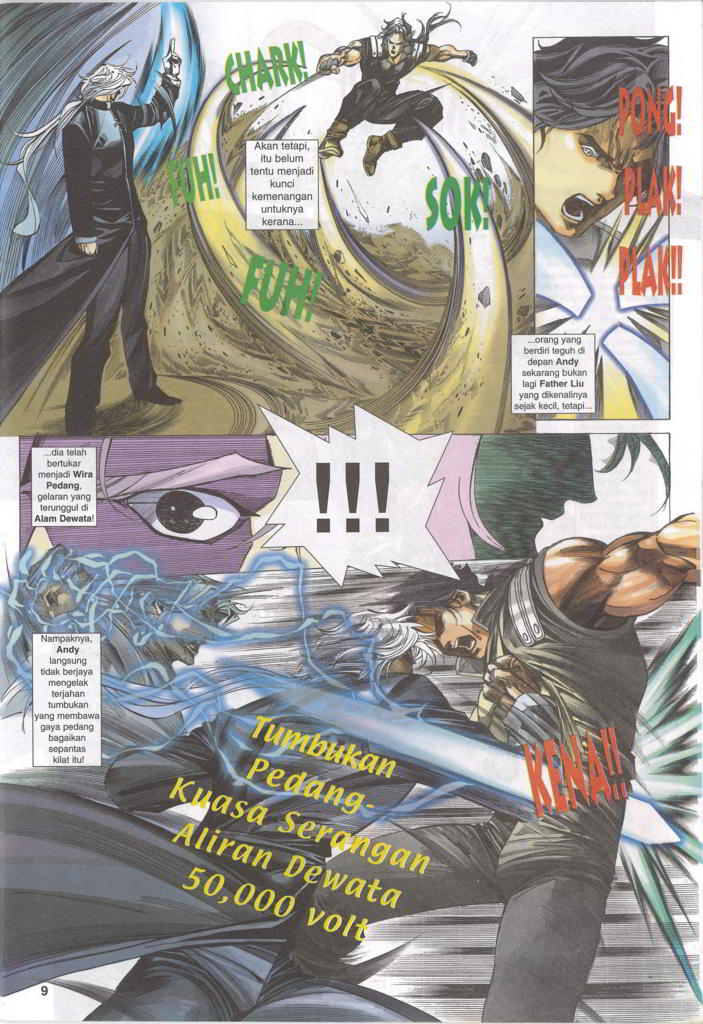 CHARK!
FUH!
Akan tetapi,
itu belum
tentu menjadi
kunci
kemenangan
untuknya
kerana...
SOK!
FUH!
PONG!
PLAK!
PLAK!!
...orang yang
berdiri teguh di
depan Andy
sekarang bukan
lagi Father Liu
yang dikenalinya
sejak kecil, tetapi...
...dia telah
bertukar
menjadi Wira
Pedang,
gelaran yang
terunggul di
Alam Dewata!
!!!
Nampaknya,
Andy
langsung
tidak berjaya
mengelak
terjahan
tumbukan
yang membawa
gaya pedang
bagaikan
sepantas
kilat itu!
Tumbukan
Pedang-
Kuasa Serangan
Aliran Dewata
50,000 volt
KENA!!
9